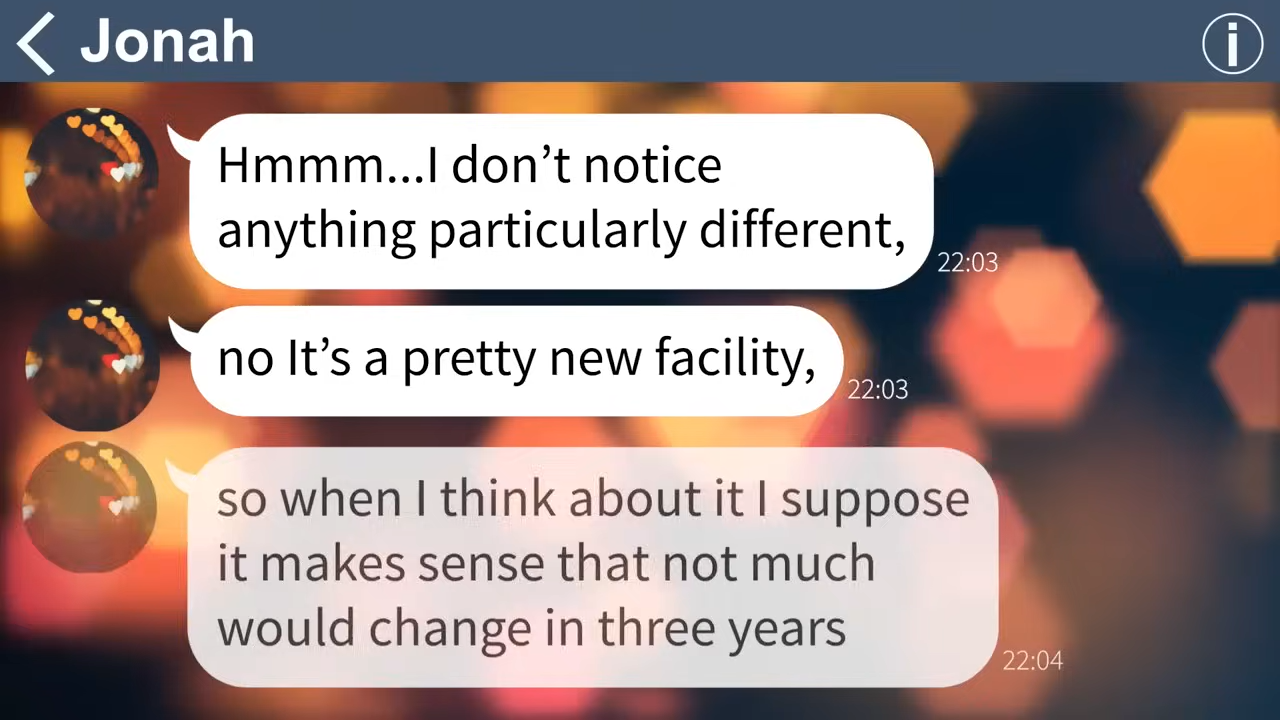 Jonah
Hmmm...I don’t notice
anything particularly different,
22:03
no It’s a pretty new facility,
22:03
so when I think about it I suppose
it makes sense that not much
would change in three years
22:04